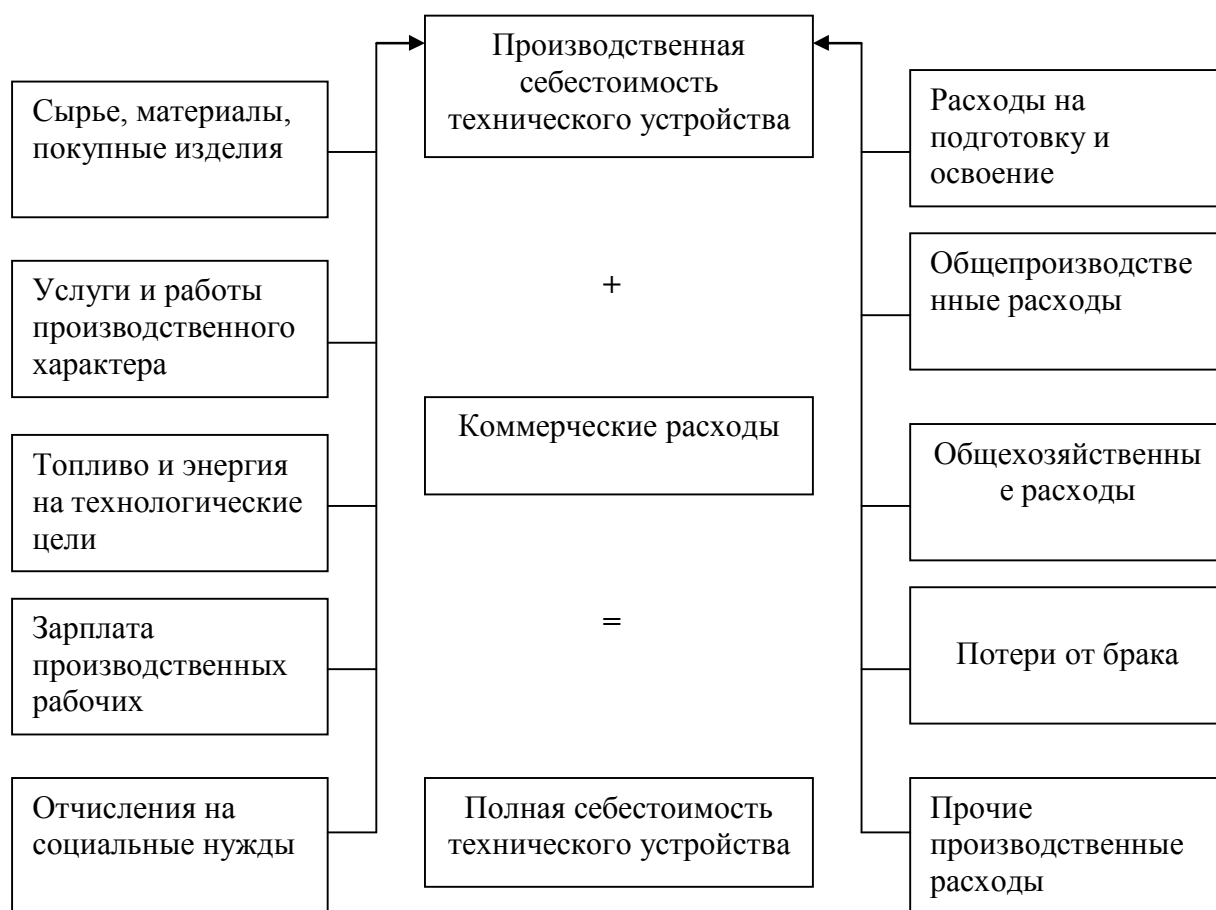 Производственная
себестоимость
технического устройства
Сырье, материалы,
покупные изделия
Расходы на
подготовку и
освоение
Услуги и работы
производственного
характера
+
Общепроизводстве
нные расходы
Коммерческие расходы
Топливо и энергия
на технологические
цели
Общехозяйственны
е расходы
Зарплата
производственных
рабочих
=
Потери от брака
Отчисления на
социальные нужды
Полная себестоимость
технического устройства
Прочие
производственные
расходы